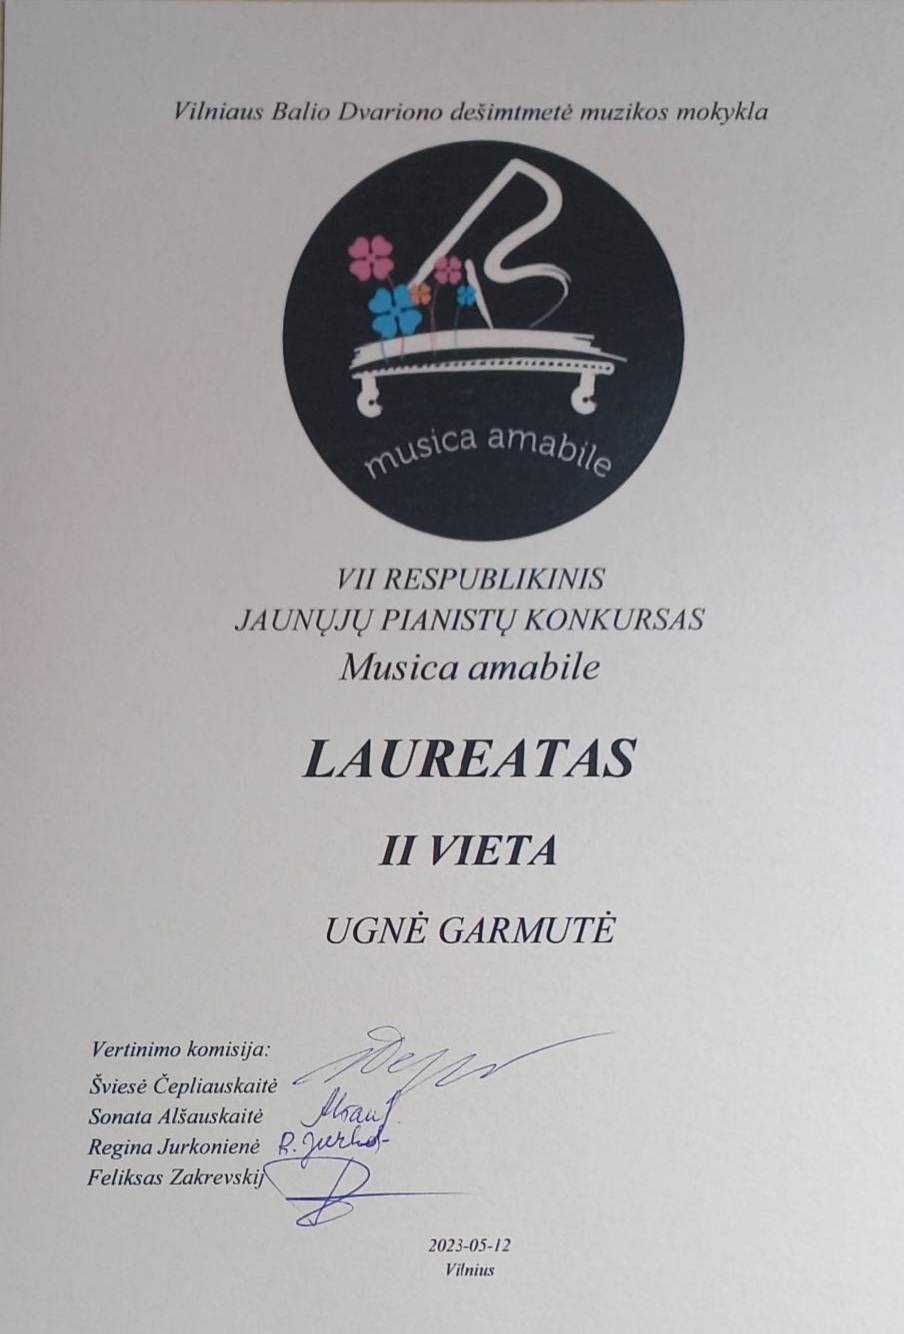 Vilniaus Balio Dvariono dešimtmetė muzikos mokykla
musica amabile
VII RESPUBLIKINIS
JAUNŲJŲ PIANISTŲ KONKURSAS
Musica amabile
LAUREATAS
II VIETA
UGNĖ GARMUTĖ
Vertinimo komisija:
Šviesė Čepliauskaitė
Sonata Alšauskaitė
Regina Jurkonienė R. Jurko
Feliksas Zakrevskij
2023-05-12
Vilnius